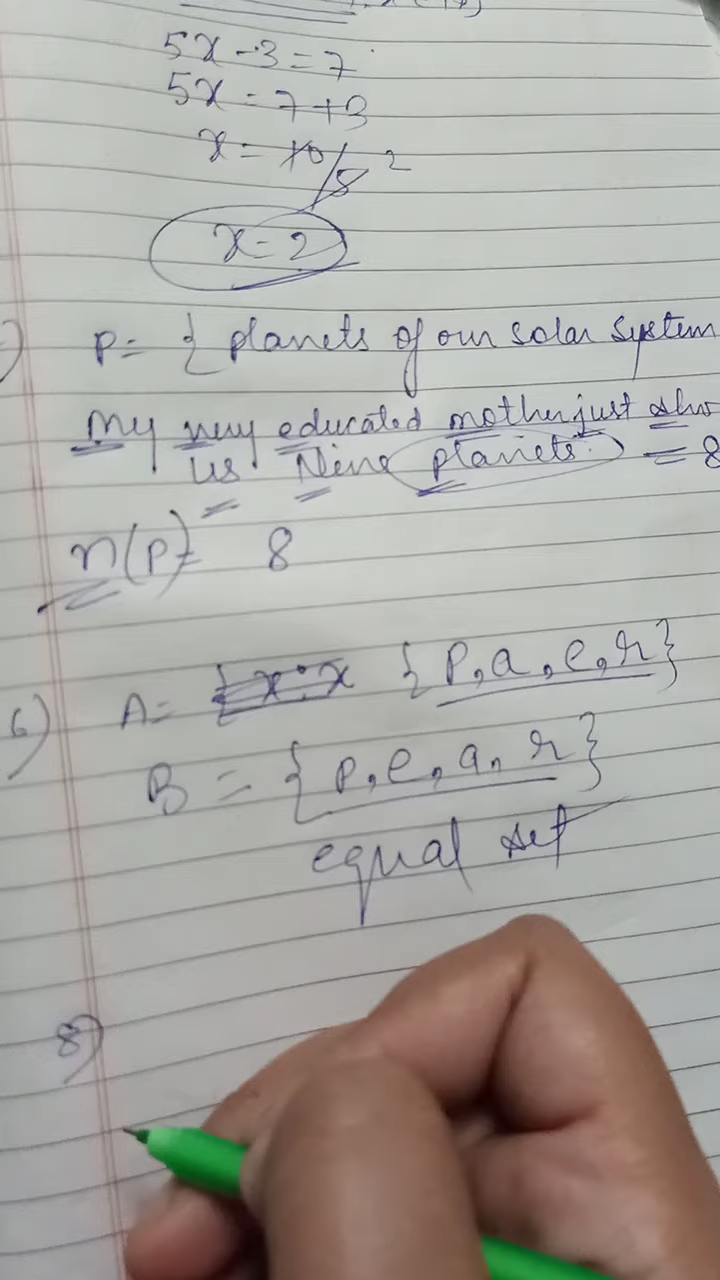 5x - 3 = 7
5x = 7 + 3
x = 10/5 2
x = 2
P = { planets of our solar system
My very educated mother just show
us Nine planets. = 8
n(P) = 8
6) A = {x : x {P, a, e, r}
B = {p, e, a, r}
equal set
8)